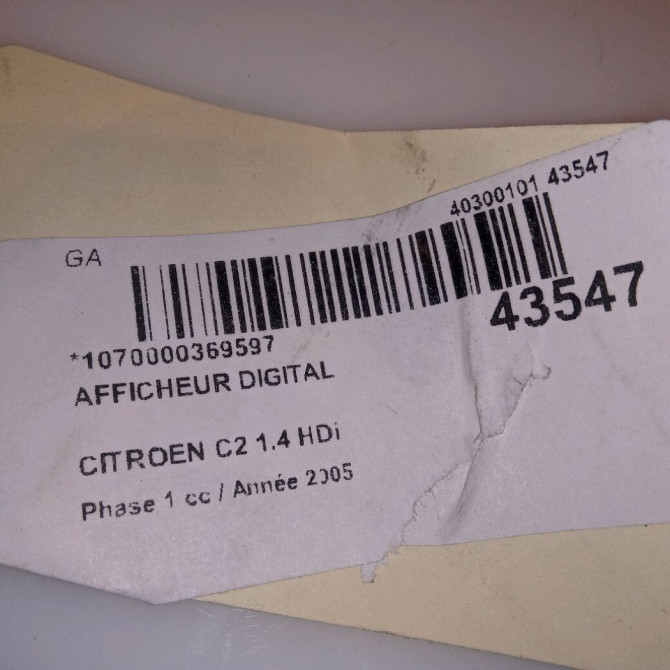 40300101 43547
GA
43547
*1070000369597
AFFICHEUR DIGITAL
CITROEN C2 1.4 HDi
Phase 1 cc / Année 2005